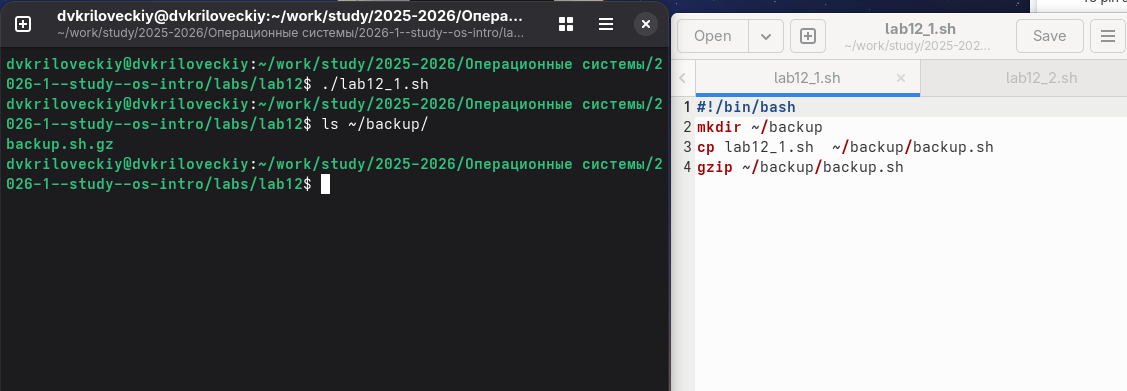 dvkriloveckiy@dvkriloveckiy:~/work/study/2025-2026/Опера...
~/work/study/2025-2026/Операционные системы/2026-1--study--os-intro/la...
dvkriloveckiy@dvkriloveckiy:~/work/study/2025-2026/Операционные системы/2
026-1--study--os-intro/labs/lab12$ ./lab12_1.sh
dvkriloveckiy@dvkriloveckiy:~/work/study/2025-2026/Операционные системы/2
026-1--study--os-intro/labs/lab12$ ls ~/backup/
backup.sh.gz
dvkriloveckiy@dvkriloveckiy:~/work/study/2025-2026/Операционные системы/2
026-1--study--os-intro/labs/lab12$
Open
lab12_1.sh
~/work/study/2025-202...
Save
lab12_1.sh
lab12_2.sh
1 #!/bin/bash
2 mkdir ~/backup
3 cp lab12_1.sh  ~/backup/backup.sh
4 gzip ~/backup/backup.sh